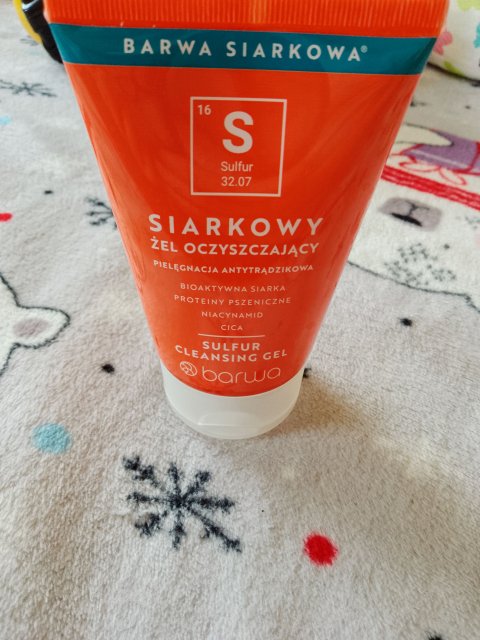 BARWA SIARKOWA®
16
S
Sulfur
32.07
SIARKOWY
ŻEL OCZYSZCZAJĄCY
PIELĘGNACJA ANTYTRĄDZIKOWA
BIOAKTYWNA SIARKA
PROTEINY PSZENICZNE
NIACYNAMID
CICA
SULFUR
CLEANSING GEL
barwa